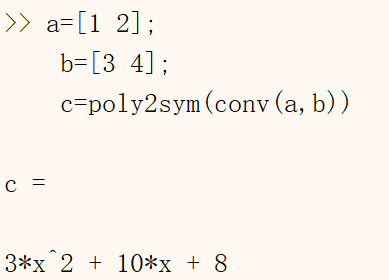 >> a=[1 2];
b=[3 4];
c=poly2sym(conv(a,b))
c =
3*x^2 + 10*x + 8